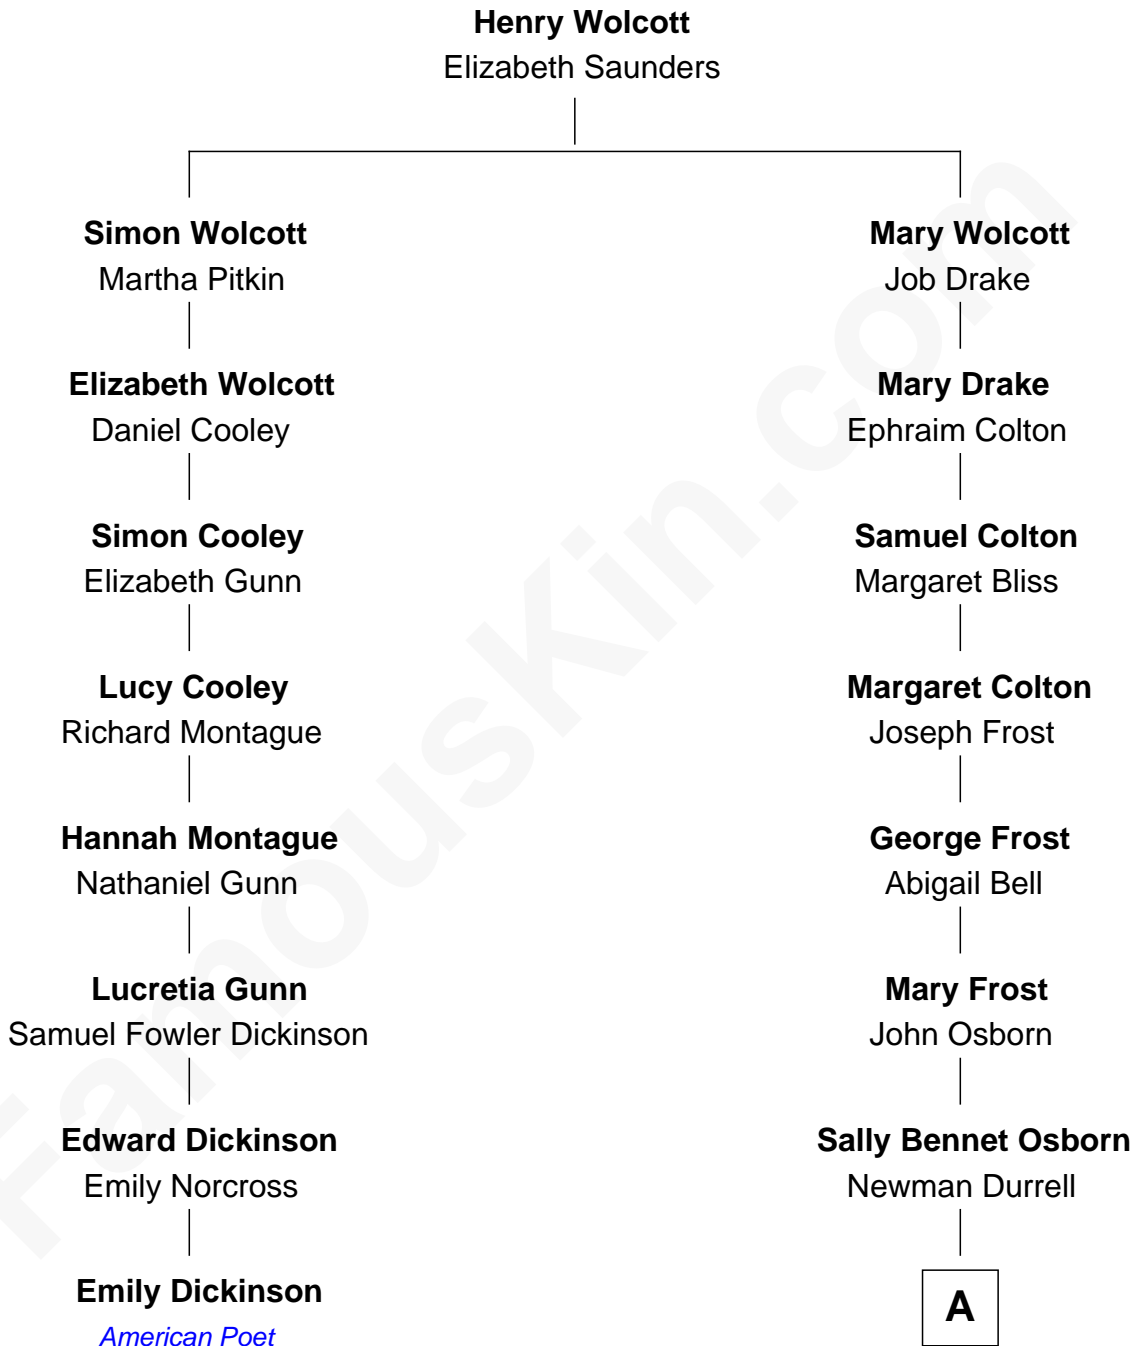 Henry Wolcott
Elizabeth Saunders
Simon Wolcott
Martha Pitkin
Mary Wolcott
Job Drake
Elizabeth Wolcott
Daniel Cooley
Mary Drake
Ephraim Colton
Simon Cooley
Elizabeth Gunn
Samuel Colton
Margaret Bliss
Lucy Cooley
Richard Montague
Margaret Colton
Joseph Frost
Hannah Montague
Nathaniel Gunn
George Frost
Abigail Bell
Lucretia Gunn
Samuel Fowler Dickinson
Mary Frost
John Osborn
Edward Dickinson
Emily Norcross
Sally Bennet Osborn
Newman Durrell
Emily Dickinson
American Poet
A
FamousKin.com